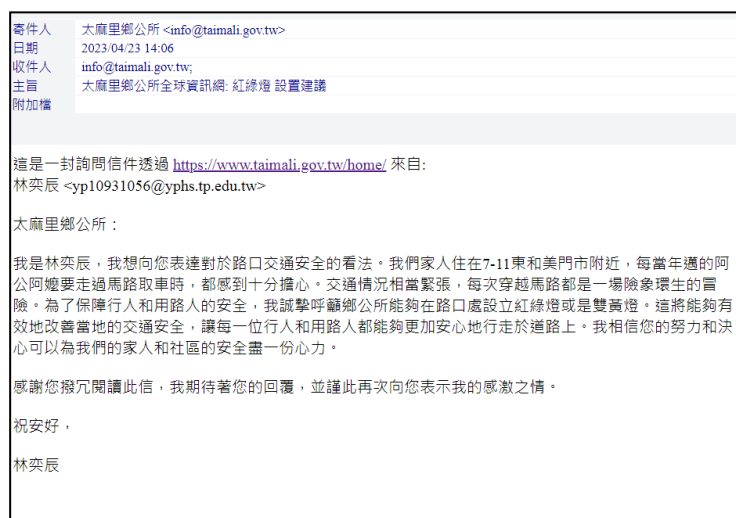 寄件人 太麻里鄉公所 <info@taimali.gov.tw>
日期 2023/04/23 14:06
收件人 info@taimali.gov.tw;
主旨 太麻里鄉公所全球資訊網: 紅綠燈 設置建議
附加檔
這是一封詢問信件透過 https://www.taimali.gov.tw/home/ 來自:
林奕辰 <yp10931056@yphs.tp.edu.tw>
太麻里鄉公所：
我是林奕辰，我想向您表達對於路口交通安全的看法。我們家人住在7-11東和美門市附近，每當年邁的阿
公阿嬤要走過馬路取車時，都感到十分擔心。交通情況相當緊張，每次穿越馬路都是一場險象環生的冒
險。為了保障行人和用路人的安全，我誠摯呼籲鄉公所能夠在路口處設立紅綠燈或是雙黃燈。這將能夠有
效地改善當地的交通安全，讓每一位行人和用路人都能夠更加安心地行走於道路上。我相信您的努力和決
心可以為我們的家人和社區的安全盡一份心力。
感謝您撥冗閱讀此信，我期待著您的回覆，並謹此再次向您表示我的感激之情。
祝安好，
林奕辰